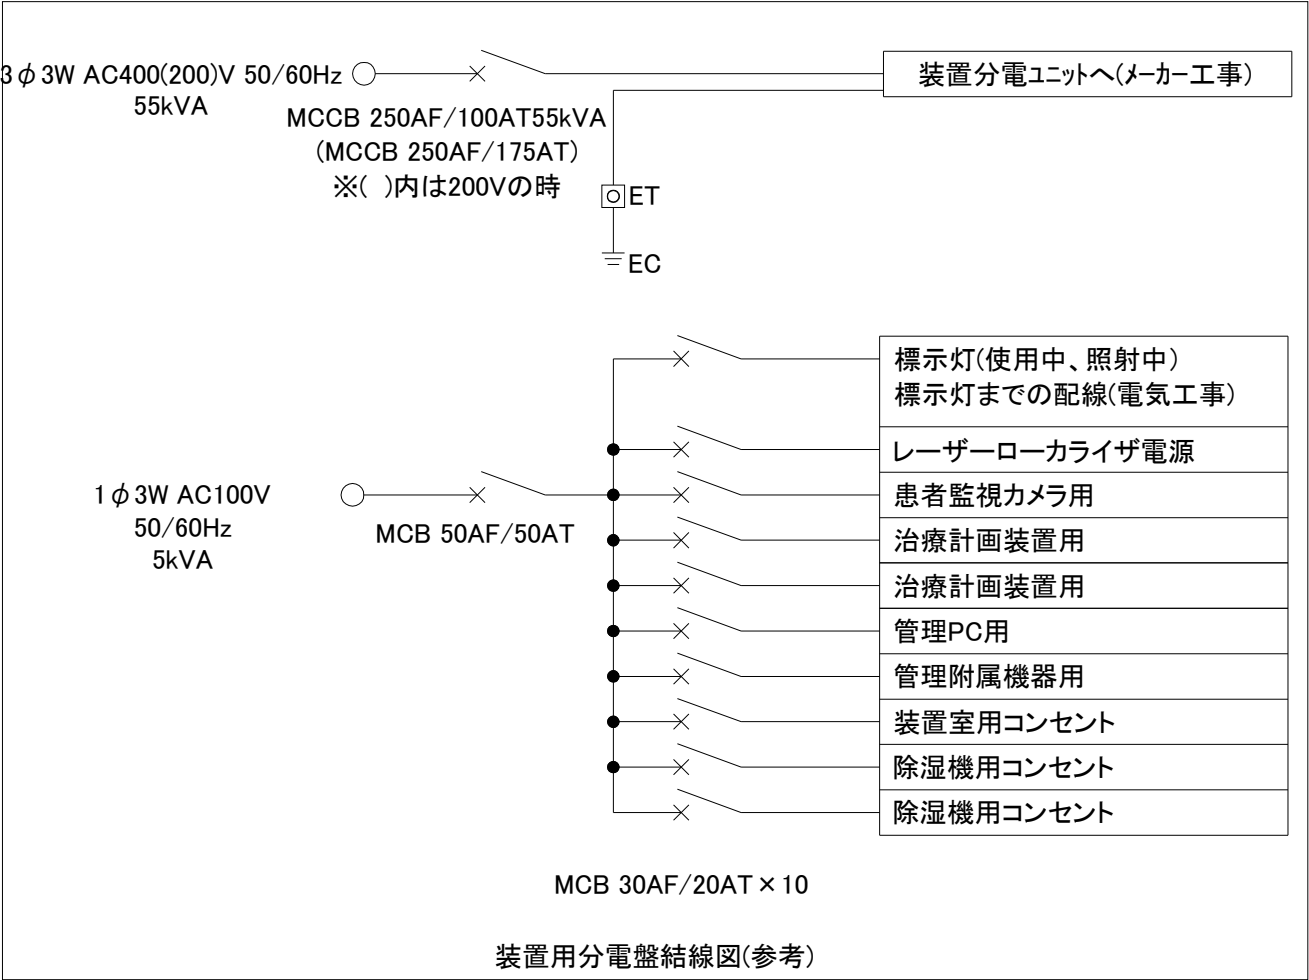 3φ3W AC400(200)V 50/60Hz
55kVA
装置分電ユニットへ(メーカー工事)
MCCB 250AF/100AT55kVA
(MCCB 250AF/175AT)
※( )内は200Vの時
ET
EC
標示灯(使用中、照射中)
標示灯までの配線(電気工事)
レーザーローカライザ電源
1φ3W AC100V
50/60Hz
5kVA
MCB 50AF/50AT
患者監視カメラ用
治療計画装置用
治療計画装置用
管理PC用
管理附属機器用
装置室用コンセント
除湿機用コンセント
除湿機用コンセント
MCB 30AF/20AT×10
装置用分電盤結線図(参考)